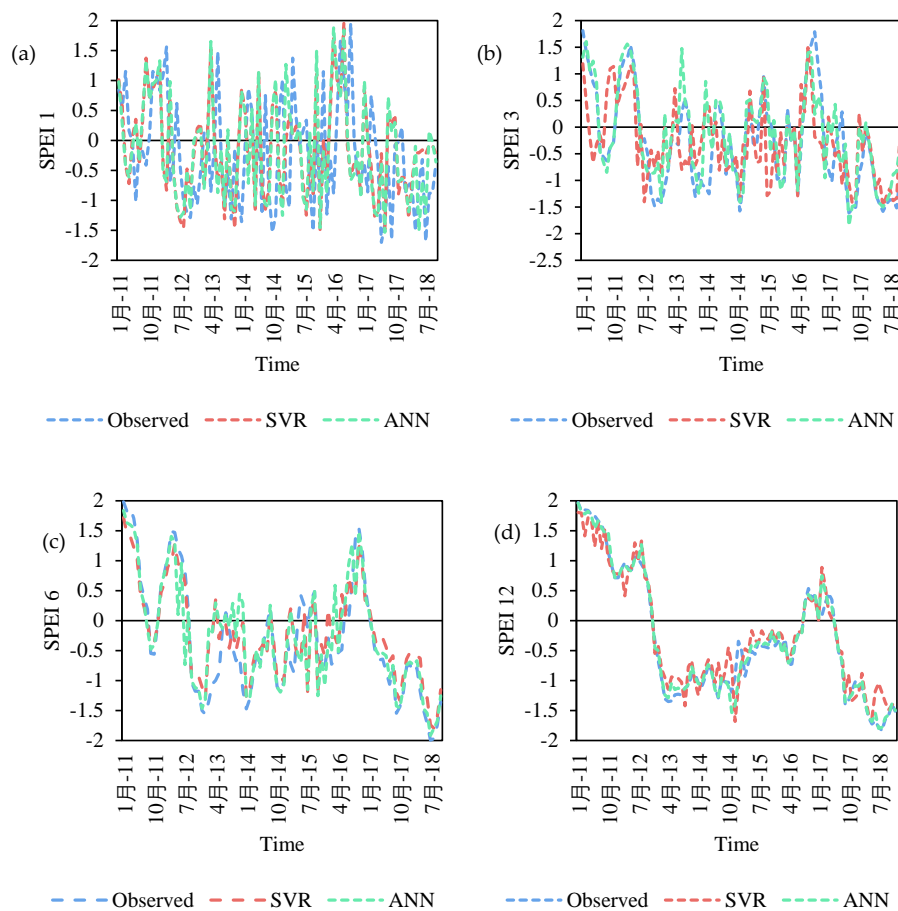 (a)
SPEI 1
2
1.5
1
0.5
0
-0.5
-1
-1.5
-2
1月-11
10月-11
7月-12
4月-13
1月-14
10月-14
7月-15
4月-16
1月-17
10月-17
7月-18
Time
Observed SVR ANN
(b)
SPEI 3
2
1.5
1
0.5
0
-0.5
-1
-1.5
-2
-2.5
1月-11
10月-11
7月-12
4月-13
1月-14
10月-14
7月-15
4月-16
1月-17
10月-17
7月-18
Time
Observed SVR ANN
(c)
SPEI 6
2
1.5
1
0.5
0
-0.5
-1
-1.5
-2
1月-11
10月-11
7月-12
4月-13
1月-14
10月-14
7月-15
4月-16
1月-17
10月-17
7月-18
Time
Observed SVR ANN
(d)
SPEI 12
2
1.5
1
0.5
0
-0.5
-1
-1.5
-2
1月-11
10月-11
7月-12
4月-13
1月-14
10月-14
7月-15
4月-16
1月-17
10月-17
7月-18
Time
Observed SVR ANN